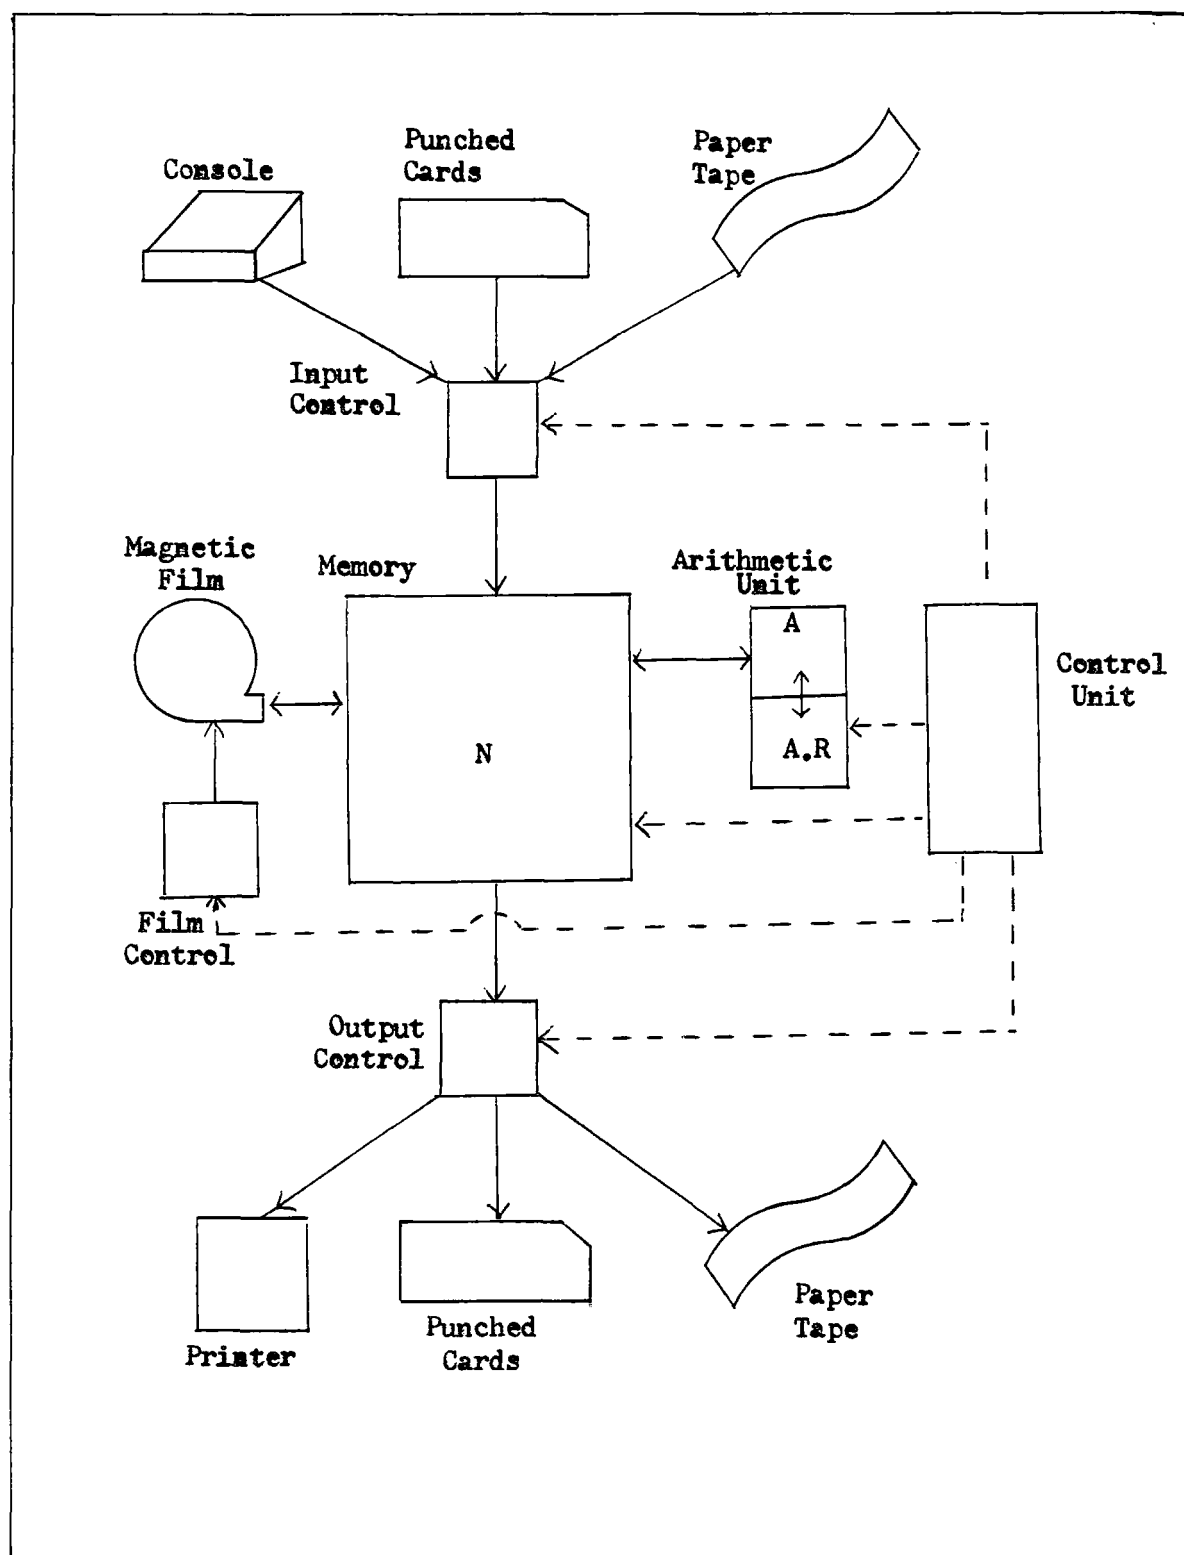 Console
Punched
Cards
Paper
Tape
Input
Control
Magnetic
Film
Memory
Arithmetic
Unit
A
Control
Unit
N
A.R
Film
Control
Output
Control
Printer
Punched
Cards
Paper
Tape